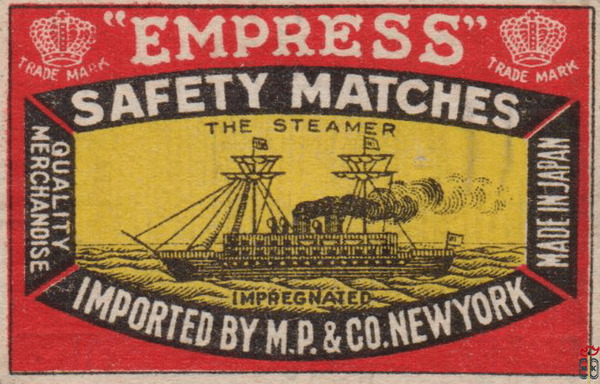 "EMPRESS"
TRADE MARK
TRADE MARK
SAFETY MATCHES
THE STEAMER
QUALITY
MERCHANDISE
MADE IN JAPAN
IMPREGNATED
IMPORTED BY M.P. & CO. NEW YORK